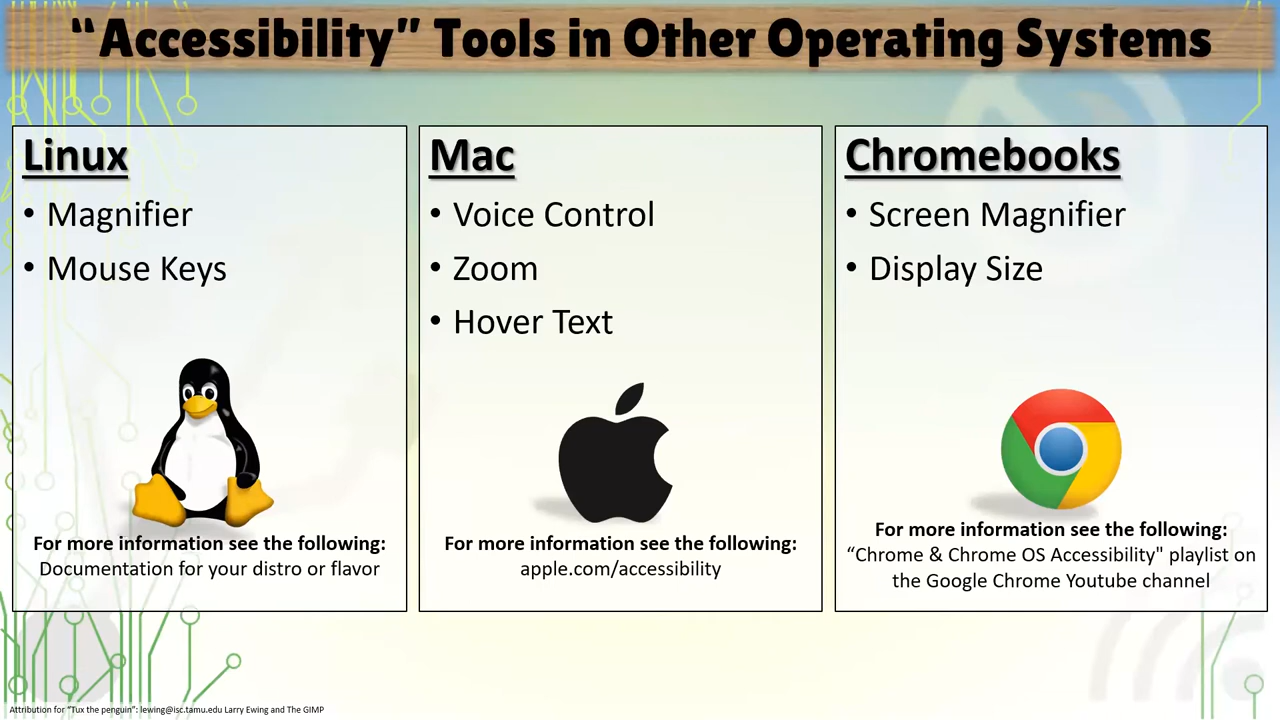 “Accessibility” Tools in Other Operating Systems
Linux
• Magnifier
• Mouse Keys
For more information see the following:
Documentation for your distro or flavor
Mac
• Voice Control
• Zoom
• Hover Text
For more information see the following:
apple.com/accessibility
Chromebooks
• Screen Magnifier
• Display Size
For more information see the following:
“Chrome & Chrome OS Accessibility" playlist on
the Google Chrome Youtube channel
Attribution for “Tux the penguin”: lewing@isc.tamu.edu Larry Ewing and The GIMP